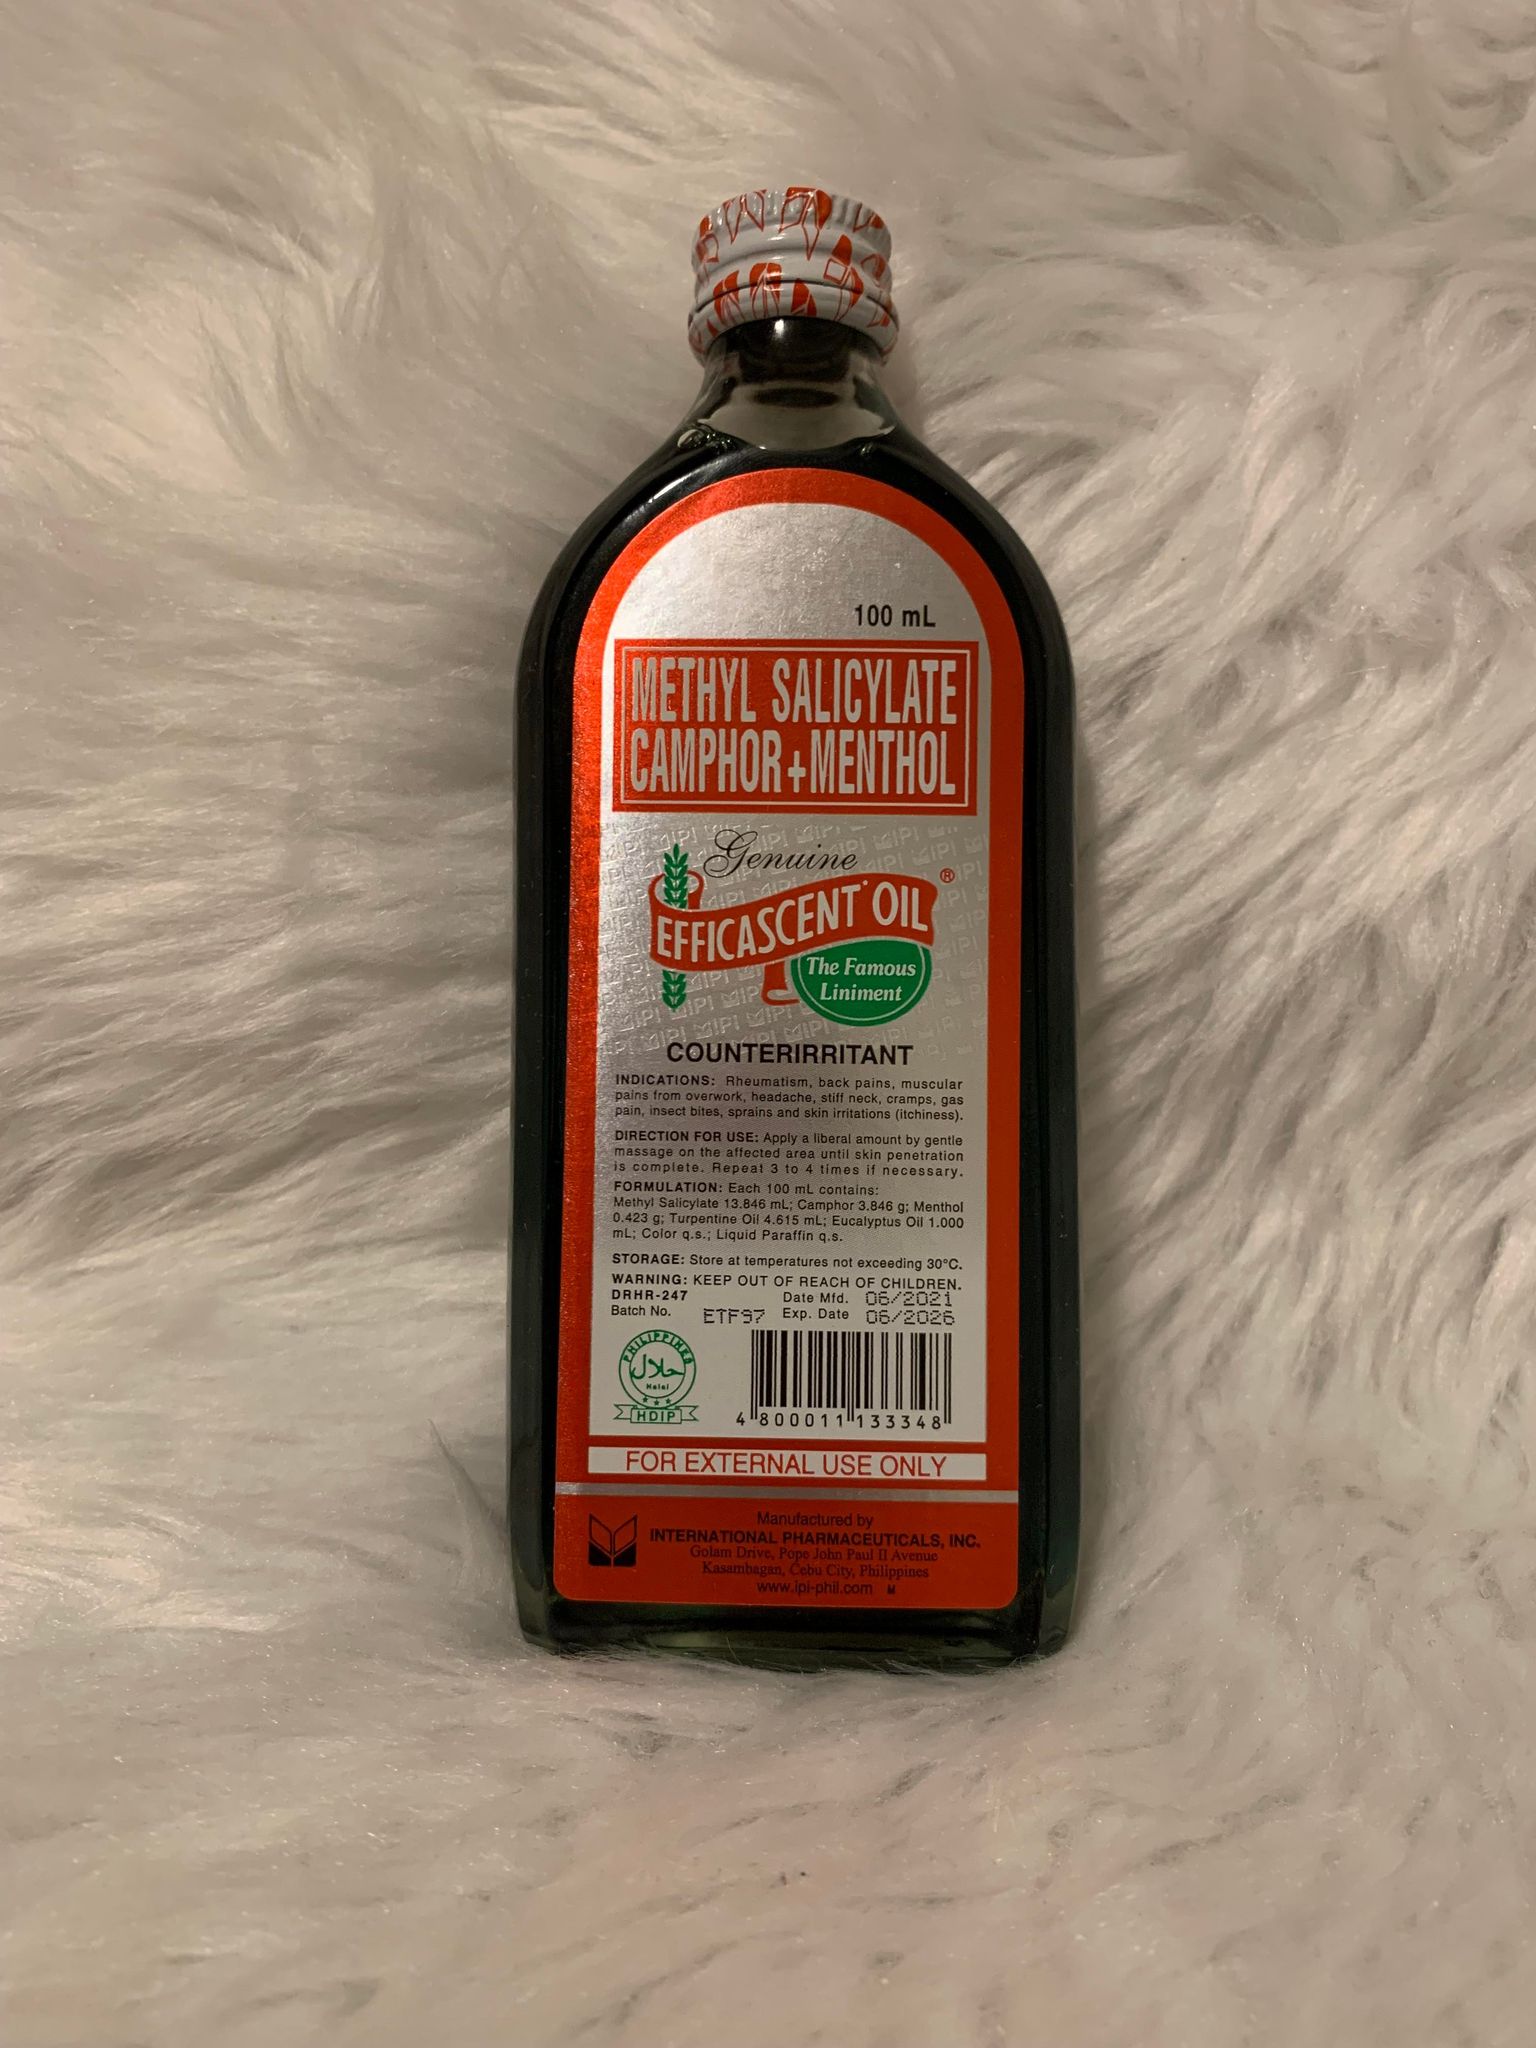 100 mL
METHYL SALICYLATE
CAMPHOR+MENTHOL
Genuine
EFFICASCENT OIL ®
The Famous
Liniment
COUNTERIRRITANT
INDICATIONS: Rheumatism, back pains, muscular
pains from overwork, headache, stiff neck, cramps, gas
pain, insect bites, sprains and skin irritations (itchiness).
DIRECTION FOR USE: Apply a liberal amount by gentle
massage on the affected area until skin penetration
is complete. Repeat 3 to 4 times if necessary.
FORMULATION: Each 100 mL contains:
Methyl Salicylate 13.846 mL; Camphor 3.846 g; Menthol
0.423 g; Turpentine Oil 4.615 mL; Eucalyptus Oil 1.000
mL; Color q.s.; Liquid Paraffin q.s.
STORAGE: Store at temperatures not exceeding 30°C.
WARNING: KEEP OUT OF REACH OF CHILDREN.
DRHR-247 Date Mfd. 06/2021
Batch No. ETF97 Exp. Date 06/2026
PHILIPPINES
حلال
Halal
HDIP
4 800011 133348
FOR EXTERNAL USE ONLY
Manufactured by
INTERNATIONAL PHARMACEUTICALS, INC.
Golam Drive, Pope John Paul II Avenue
Kasambagan, Cebu City, Philippines
www.ipi-phil.com M